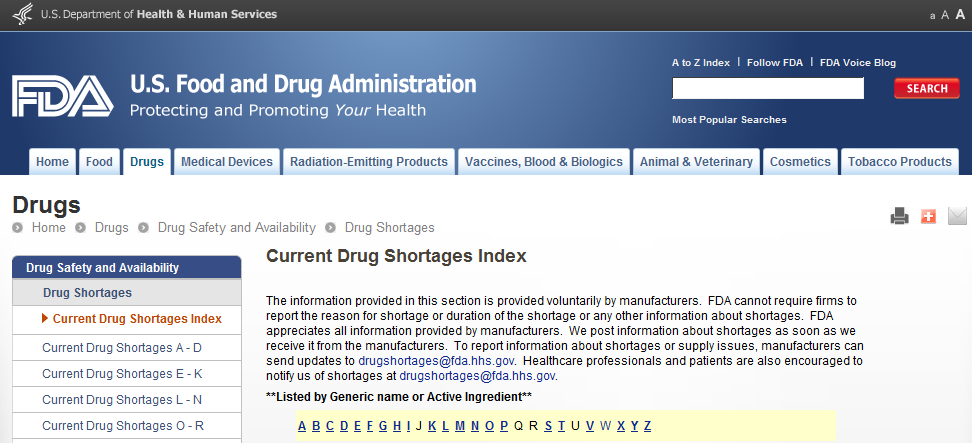 U.S. Department of Health & Human Services
a A A
FDA U.S. Food and Drug Administration
Protecting and Promoting Your Health
A to Z Index | Follow FDA | FDA Voice Blog
SEARCH
Most Popular Searches
Home Food Drugs Medical Devices Radiation-Emitting Products Vaccines, Blood & Biologics Animal & Veterinary Cosmetics Tobacco Products
Drugs
Home Drugs Drug Safety and Availability Drug Shortages
Drug Safety and Availability
Drug Shortages
Current Drug Shortages Index
Current Drug Shortages A - D
Current Drug Shortages E - K
Current Drug Shortages L - N
Current Drug Shortages O - R
Current Drug Shortages Index
The information provided in this section is provided voluntarily by manufacturers. FDA cannot require firms to
report the reason for shortage or duration of the shortage or any other information about shortages. FDA
appreciates all information provided by manufacturers. We post information about shortages as soon as we
receive it from the manufacturers. To report information about shortages or supply issues, manufacturers can
send updates to drugshortages@fda.hhs.gov. Healthcare professionals and patients are also encouraged to
notify us of shortages at drugshortages@fda.hhs.gov.
**Listed by Generic name or Active Ingredient**
A B C D E F G H I J K L M N O P Q R S T U V W X Y Z